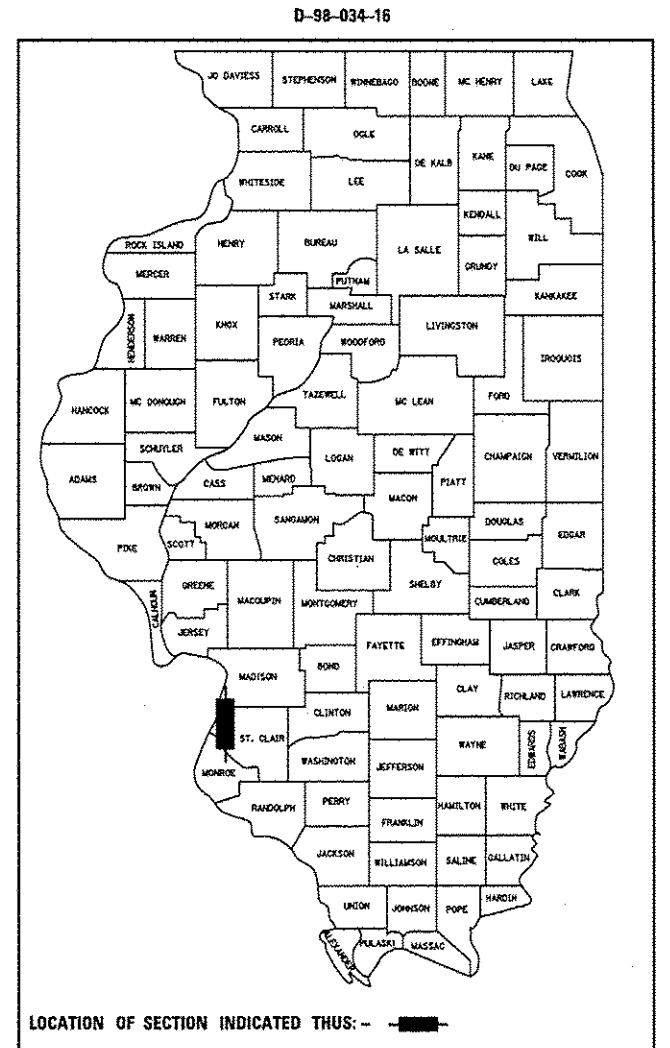 D-98-034-16
JO DAVIESS STEPHENSON WINNEBAGO BOONE MC HENRY LAKE
CARROLL OGLE DE KALB KANE DU PAGE COOK
WHITESIDE LEE
KENDALL WILL
ROCK ISLAND HENRY BUREAU LA SALLE GRUNDY
MERCER PUTNAM KANKAKEE
STARK MARSHALL
HENDERSON WARREN KNOX PEORIA WOODFORD LIVINGSTON IROQUOIS
HANCOCK MC DONOUGH FULTON TAZEWELL MC LEAN FORD
SCHUYLER MASON LOGAN DE WITT CHAMPAIGN VERMILION
ADAMS BROWN CASS MENARD MACON PIATT
PIKE SCOTT MORGAN SANGAMON CHRISTIAN MOULTRIE DOUGLAS EDGAR
COLES
CALHOUN GREENE MACOUPIN MONTGOMERY SHELBY CUMBERLAND CLARK
JERSEY FAYETTE EFFINGHAM JASPER CRAWFORD
MADISON BOND CLAY RICHLAND LAWRENCE
ST. CLAIR CLINTON MARION WAYNE EDWARDS WABASH
MONROE WASHINGTON JEFFERSON
RANDOLPH PERRY HAMILTON WHITE
FRANKLIN
JACKSON WILLIAMSON SALINE GALLATIN
UNION JOHNSON POPE HARDIN
ALEXANDER PULASKI MASSAC
LOCATION OF SECTION INDICATED THUS: - - -